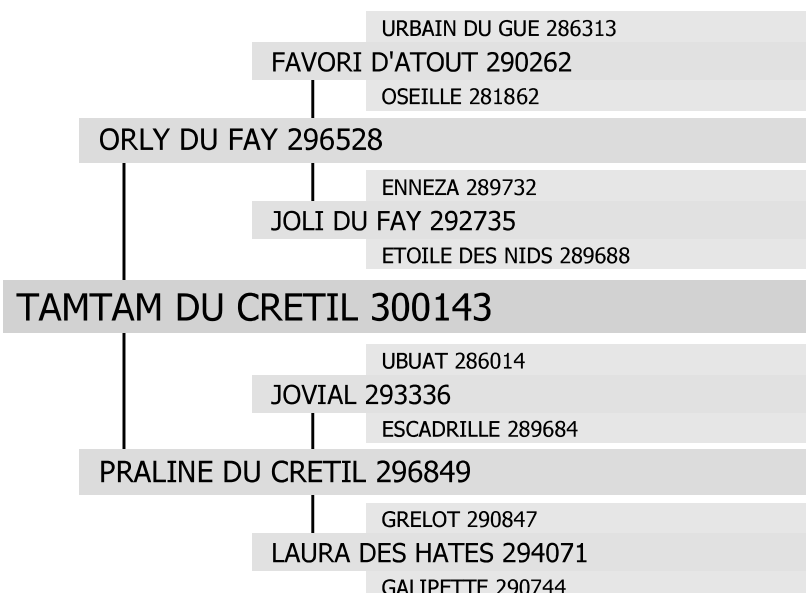 URBAIN DU GUE 286313
FAVORI D'ATOUT 290262
OSEILLE 281862
ORLY DU FAY 296528
ENNEZA 289732
JOLI DU FAY 292735
ETOILE DES NIDS 289688
TAMTAM DU CRETIL 300143
UBUAT 286014
JOVIAL 293336
ESCADRILLE 289684
PRALINE DU CRETIL 296849
GRELOT 290847
LAURA DES HATES 294071
GALIPETTE 290744